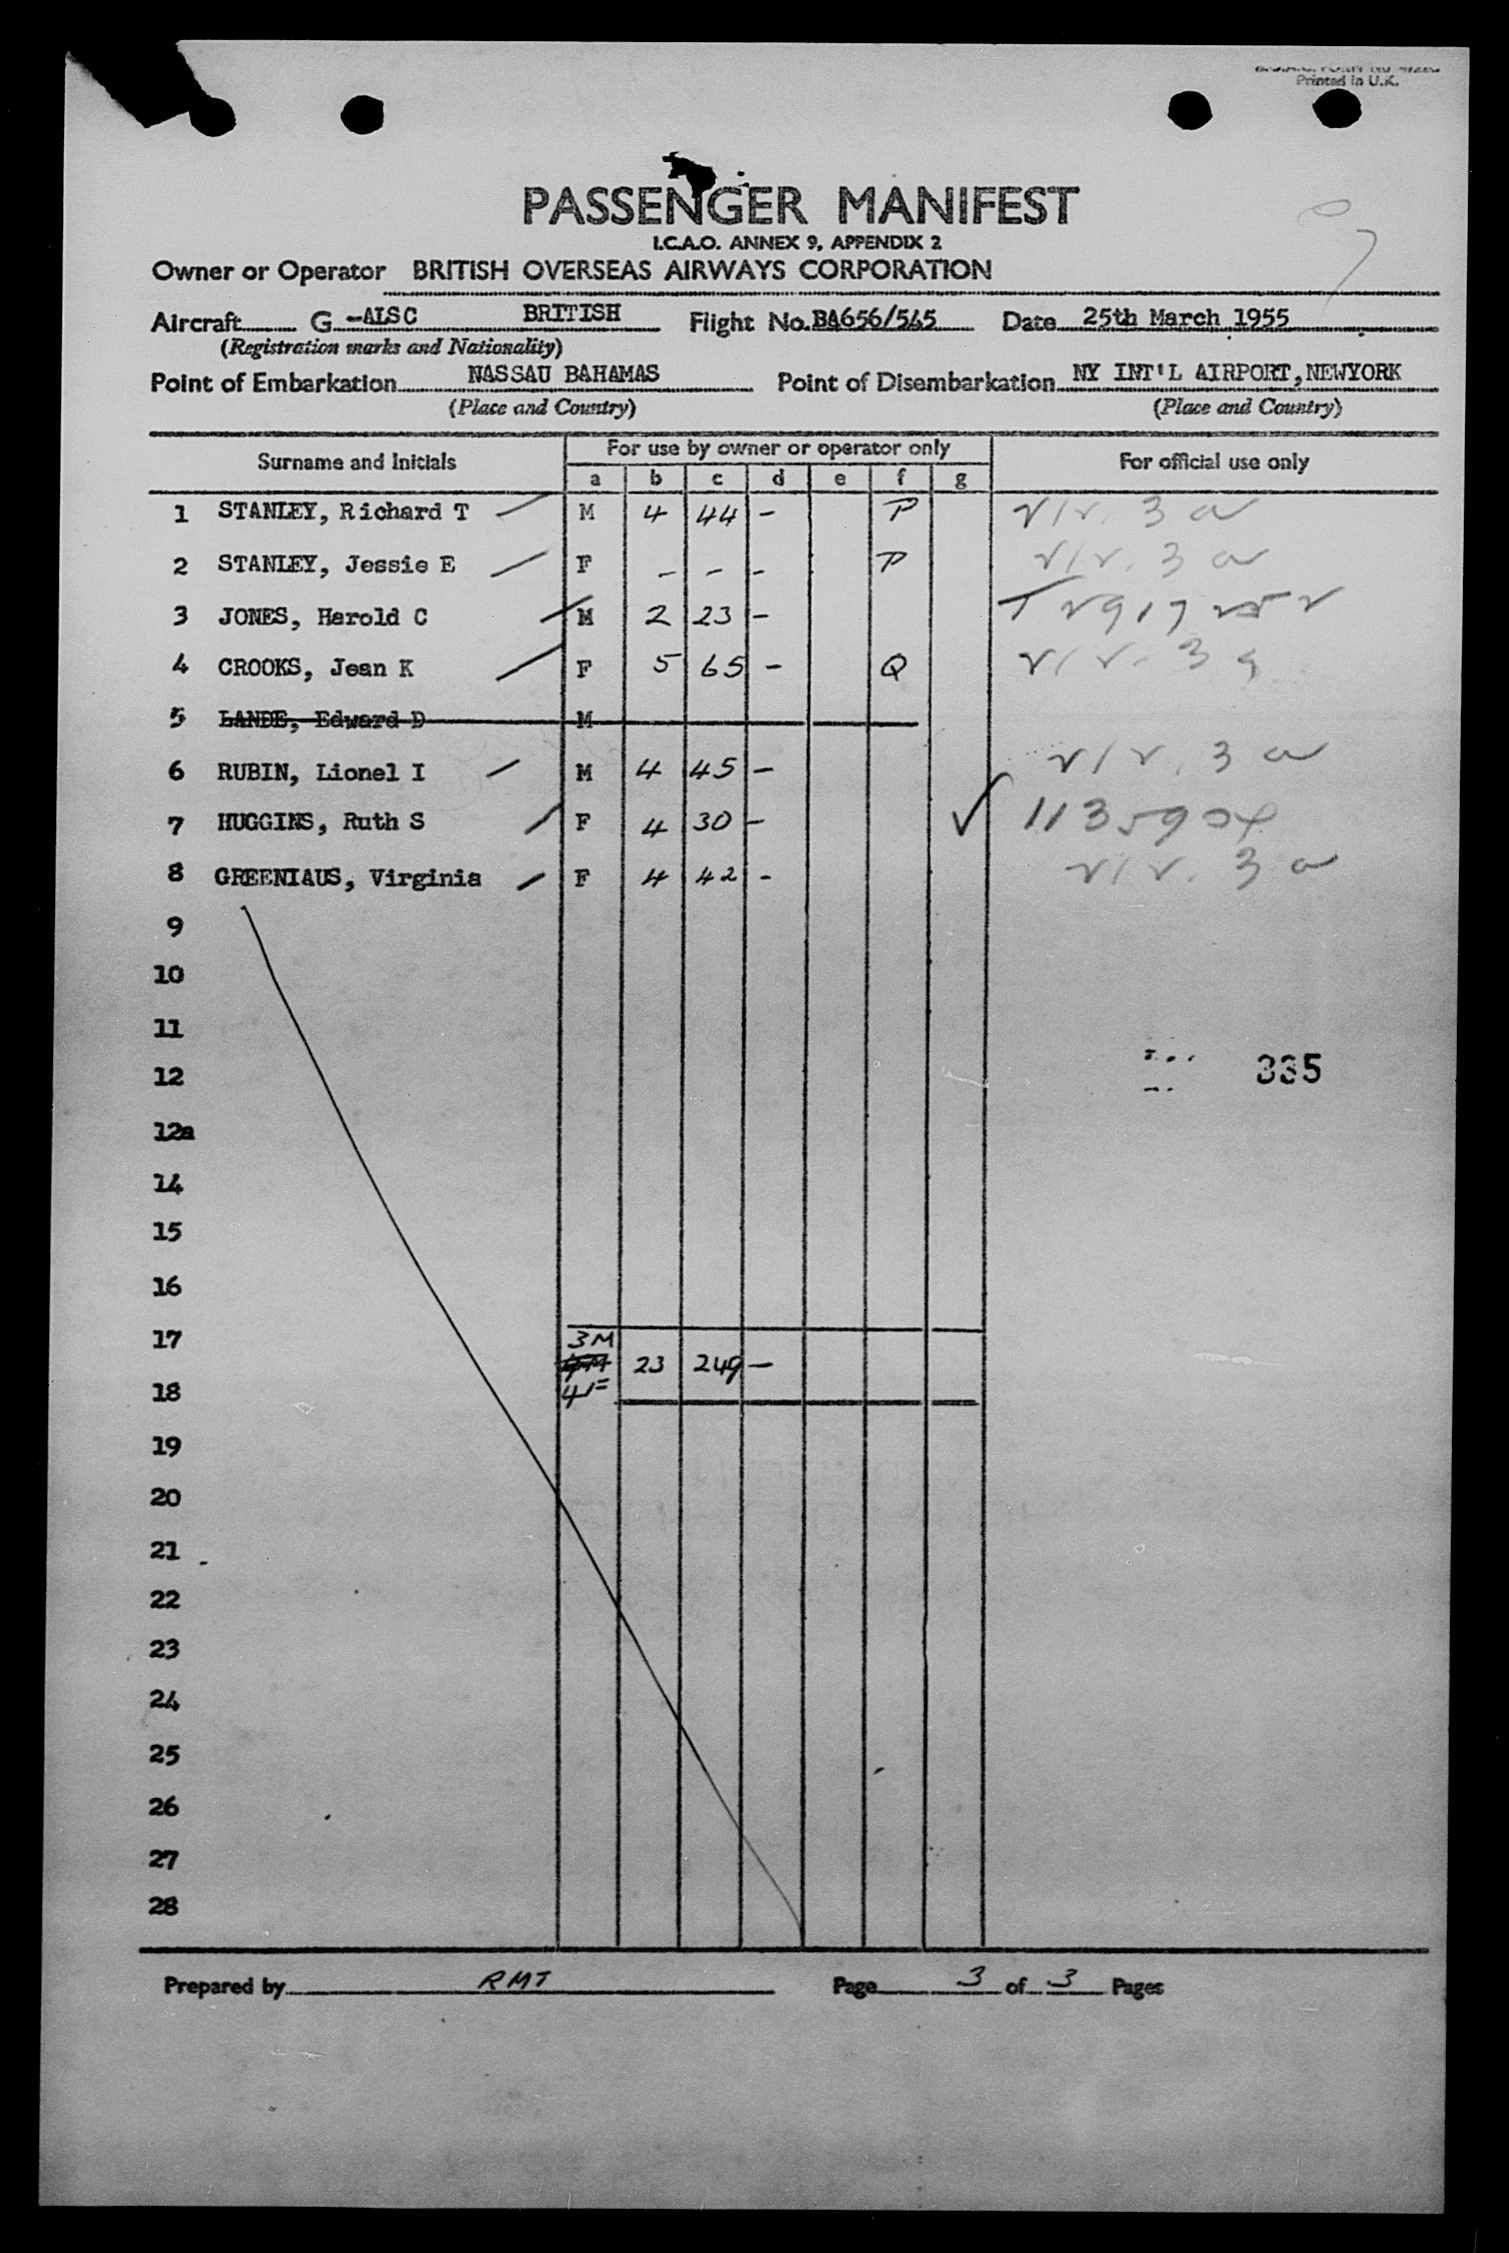 Printed in U.K.
PASSENGER MANIFEST
I.C.A.O. ANNEX 9, APPENDIX 2
Owner or Operator BRITISH OVERSEAS AIRWAYS CORPORATION
Aircraft G -ALSC BRITISH Flight No. BA656/545 Date 25th March 1955
(Registration marks and Nationality)
Point of Embarkation NASSAU BAHAMAS Point of Disembarkation NY INT'L AIRPORT, NEWYORK
(Place and Country) (Place and Country)
Surname and Initials For use by owner or operator only For official use only
a b c d e f g
1 STANLEY, Richard T M 4 44 - P
2 STANLEY, Jessie E F - - - P
3 JONES, Harold C M 2 23 -
4 CROOKS, Jean K F 5 65 - Q
5 LANDE, Edward D M
6 RUBIN, Lionel I M 4 45 -
7 HUGGINS, Ruth S F 4 30 - ✓
8 GREENIAUS, Virginia F 4 42 -
9
10
11
12 335
12a
14
15
16
17 3M
4M 23 249 -
18 4F
19
20
21
22
23
24
25
26
27
28
Prepared by RMT Page 3 of 3 Pages